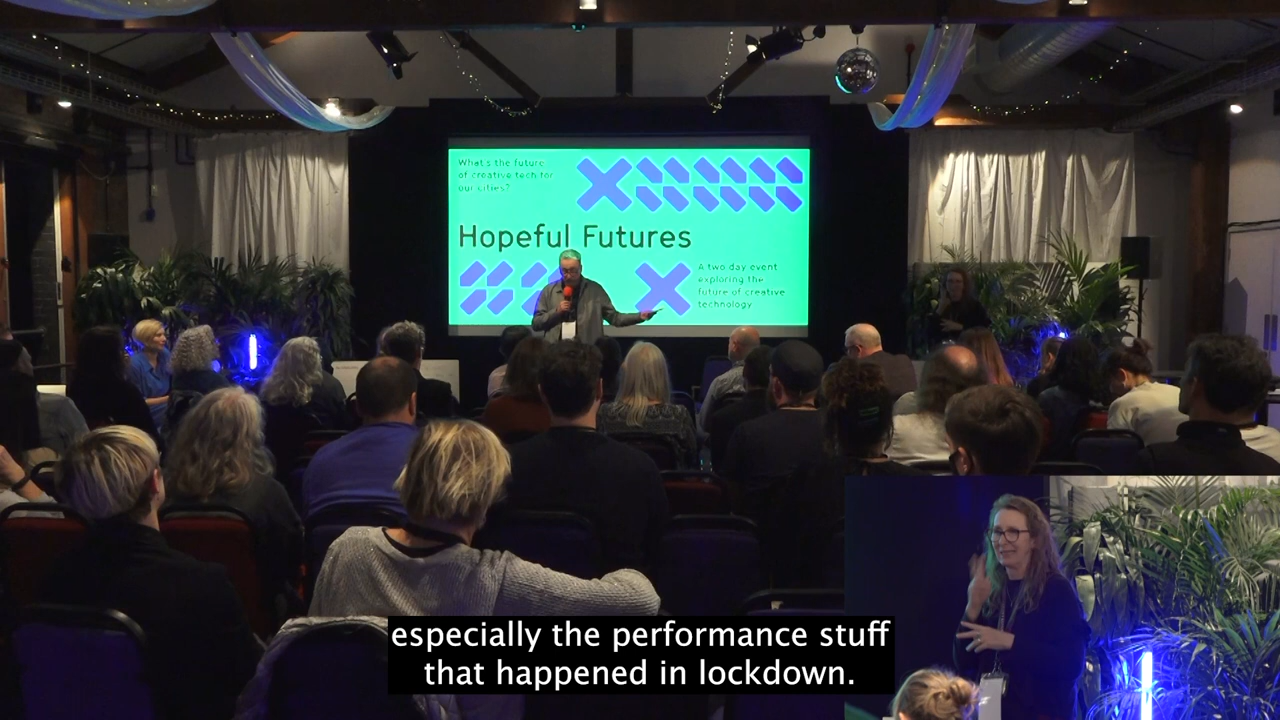 What's the future
of creative tech for
our cities?
Hopeful Futures
A two day event
exploring the
future of creative
technology
especially the performance stuff
that happened in lockdown.